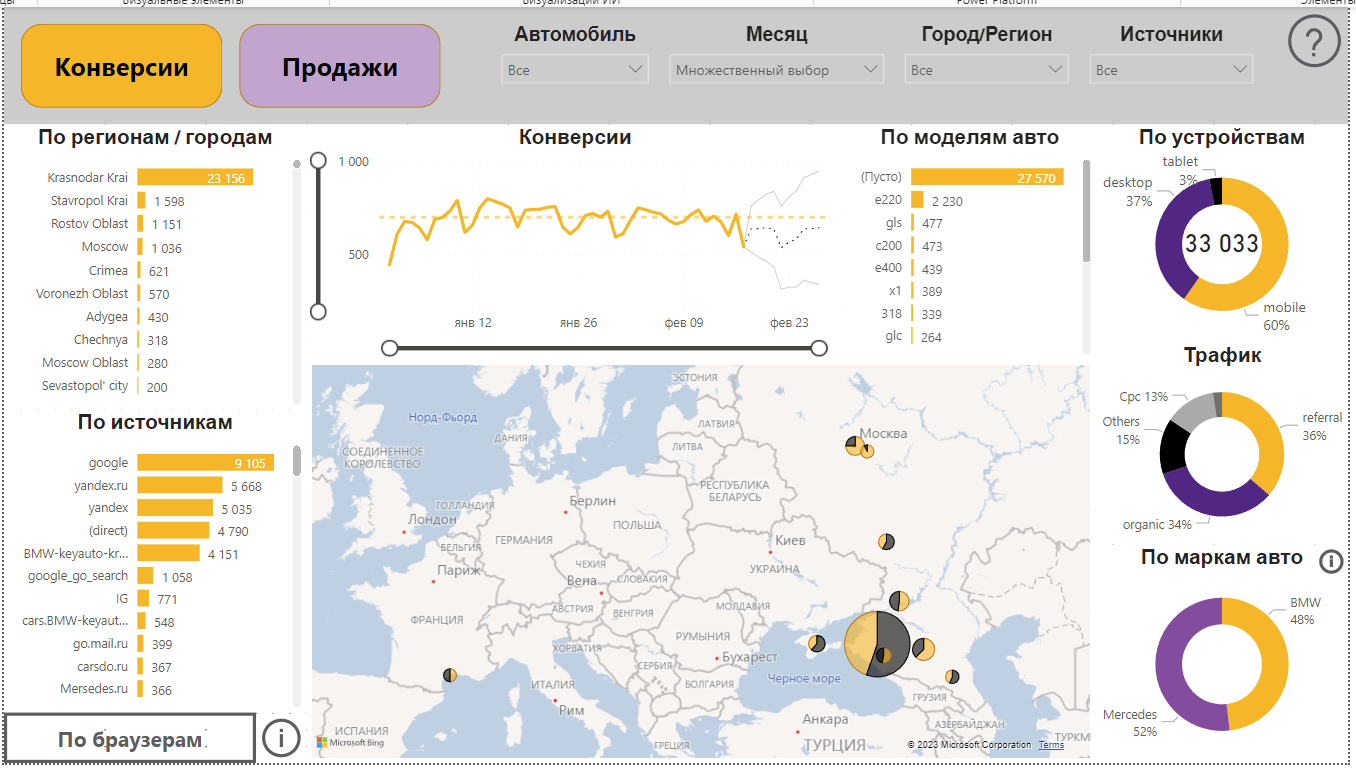 Визуальные элементы
Визуализации ИИ
Power Platform
Элементы
Конверсии
Продажи
Автомобиль
Все
Месяц
Множественный выбор
Город/Регион
Все
Источники
Все
?
По регионам / городам
Krasnodar Krai 23 156
Stavropol Krai 1 598
Rostov Oblast 1 151
Moscow 1 036
Crimea 621
Voronezh Oblast 570
Adygea 430
Chechnya 318
Moscow Oblast 280
Sevastopol' city 200
По источникам
google 9 105
yandex.ru 5 668
yandex 5 035
(direct) 4 790
BMW-keyauto-kr... 4 151
google_go_search 1 058
IG 771
cars.BMW-keyaut... 548
go.mail.ru 399
carsdo.ru 367
Mersedes.ru 366
По браузерам
i
Конверсии
1 000
500
янв 12
янв 26
фев 09
фев 23
По моделям авто
(Пусто) 27 570
e220 2 230
gls 477
c200 473
e400 439
x1 389
318 339
glc 264
ЭСТОНИЯ
Норд-Фьорд
ЛАТВИЯ
Москва
ДАНИЯ
ЛИТВА
СОЕДИНЕННОЕ
КОРОЛЕВСТВО
РЕСПУБЛИКА
БЕЛАРУСЬ
Берлин
ГОЛЛАНДИЯ
Лондон
ПОЛЬША
ГЕРМАНИЯ
Киев
БЕЛЬГИЯ
ЧЕХИЯ
Париж
УКРАИНА
Вена
СЛОВАКИЯ
АВСТРИЯ
ВЕНГРИЯ
МОЛДАВИЯ
ФРАНЦИЯ
РУМЫНИЯ
ХОРВАТИЯ
Бухарест
СЕРБИЯ
Черное море
ИТАЛИЯ
БОЛГАРИЯ
ГРУЗИЯ
Рим
Анкара
АЗЕРБАЙДЖАН
ИСПАНИЯ
ТУРКМ
ГРЕЦИЯ
ТУРЦИЯ
Microsoft Bing
© 2023 Microsoft Corporation Terms
По устройствам
tablet
3%
desktop
37%
33 033
mobile
60%
Трафик
Cpc 13%
Others
15%
referral
36%
organic 34%
По маркам авто
i
BMW
48%
Mercedes
52%